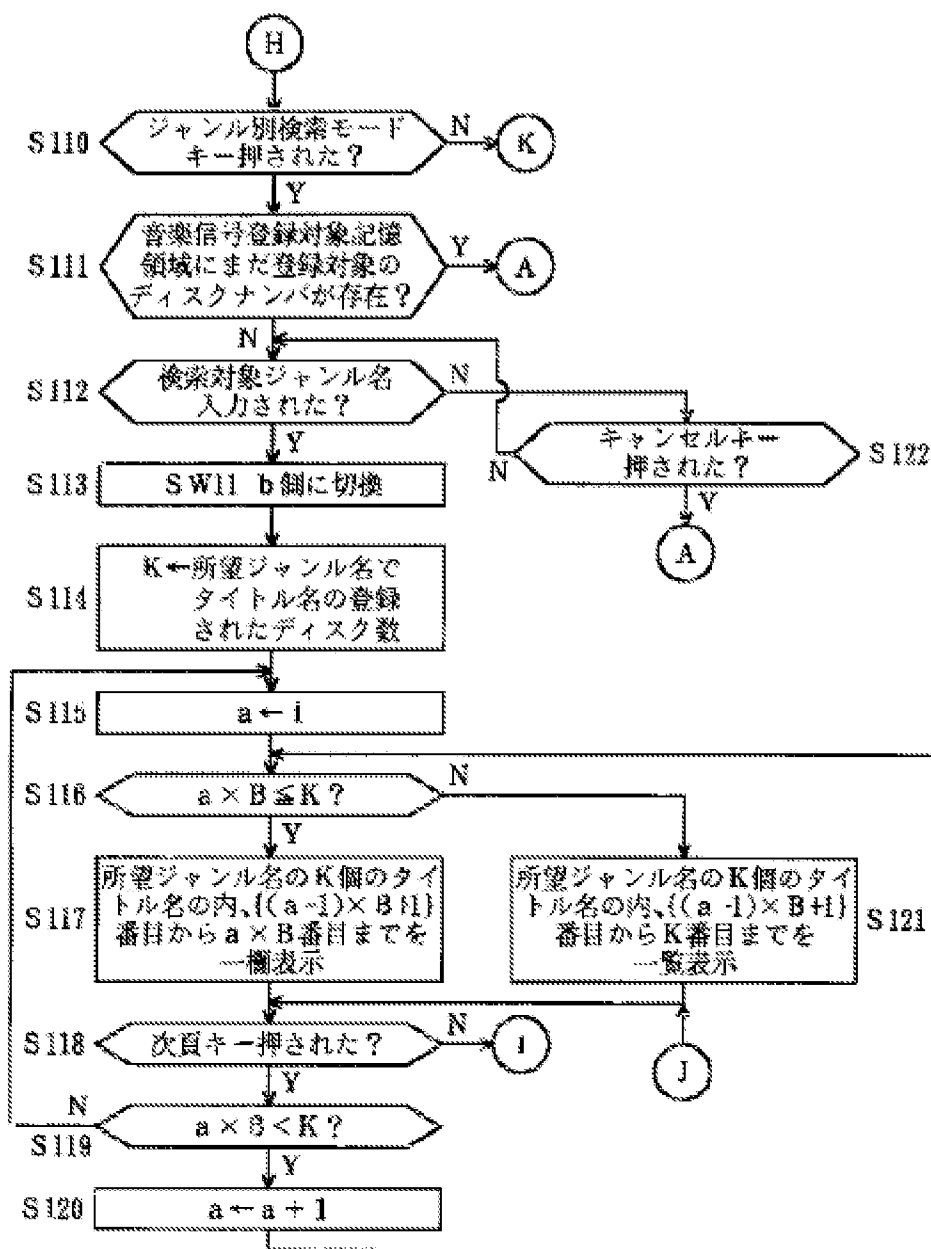 H
S110
ジャンル別検索モード
キー押された?
N
K
Y
S111
音楽信号登録対象記憶
領域にまだ登録対象の
ディスクナンバが存在?
Y
A
N
S112
検索対象ジャンル名
入力された?
N
キャンセルキー
押された?
S122
N
Y
A
Y
S113
SW11 b側に切換
S114
K←所望ジャンル名で
タイトル名の登録
されたディスク数
S115
a←1
S116
a×B≦K?
N
Y
S117
所望ジャンル名のK個のタイ
トル名の内、{(a-1)×B+1}
番目からa×B番目までを
一欄表示
所望ジャンル名のK個のタイ
トル名の内、{(a-1)×B+1}
番目からK番目までを
一覧表示
S121
S118
次頁キー押された?
N
I
J
Y
N
S119
a×B<K?
Y
S120
a←a+1